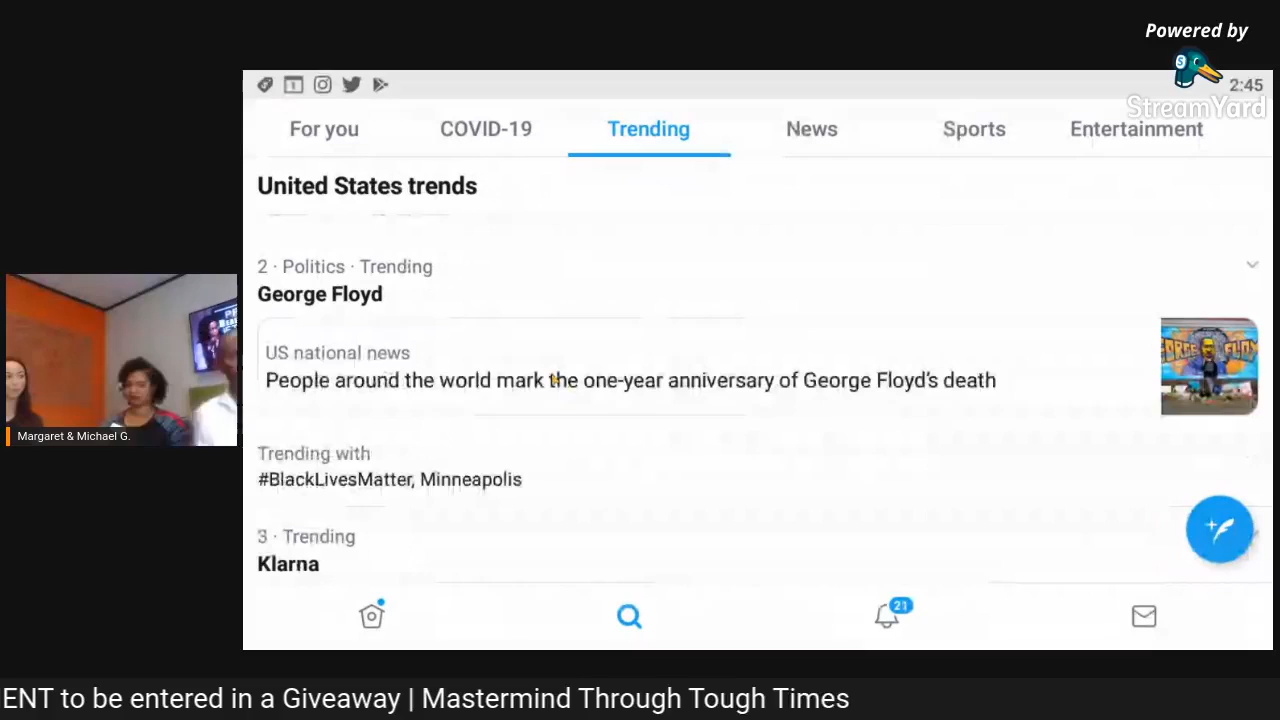 Powered by
StreamYard
2:45
For you COVID-19 Trending News Sports Entertainment
United States trends
2 · Politics · Trending
George Floyd
US national news
People around the world mark the one-year anniversary of George Floyd's death
Trending with
#BlackLivesMatter, Minneapolis
3 · Trending
Klarna
21
Margaret & Michael G.
ENT to be entered in a Giveaway | Mastermind Through Tough Times